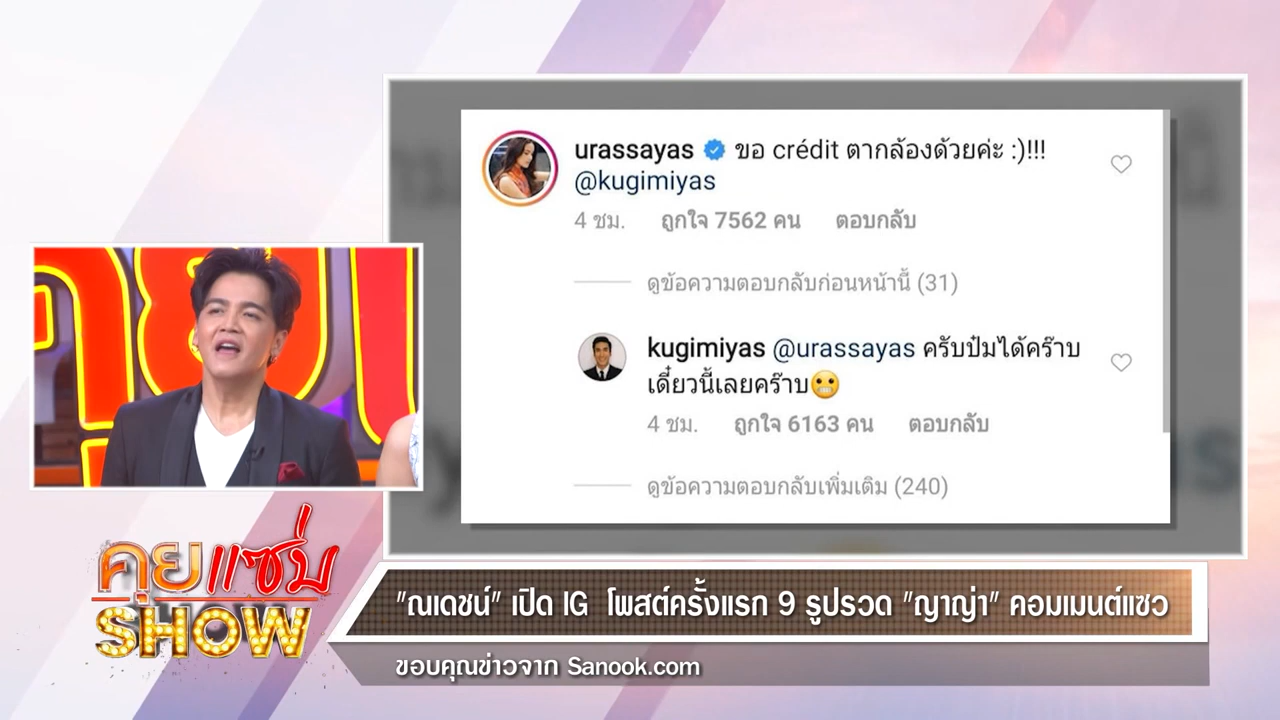 urassayas ขอ crédit ตากล้องด้วยค่ะ :)!!!
@kugimiyas
4 ชม. ถูกใจ 7562 คน ตอบกลับ
ดูข้อความตอบกลับก่อนหน้านี้ (31)
kugimiyas @urassayas ครับป๋มได้คร๊าบ
เดี๋ยวนี้เลยคร๊าบ😬
4 ชม. ถูกใจ 6163 คน ตอบกลับ
ดูข้อความตอบกลับเพิ่มเติม (240)
คุยแซ่บ
SHOW
"ณเดชน์" เปิด IG โพสต์ครั้งแรก 9 รูปรวด "ญาญ่า" คอมเมนต์แซว
ขอบคุณข่าวจาก Sanook.com